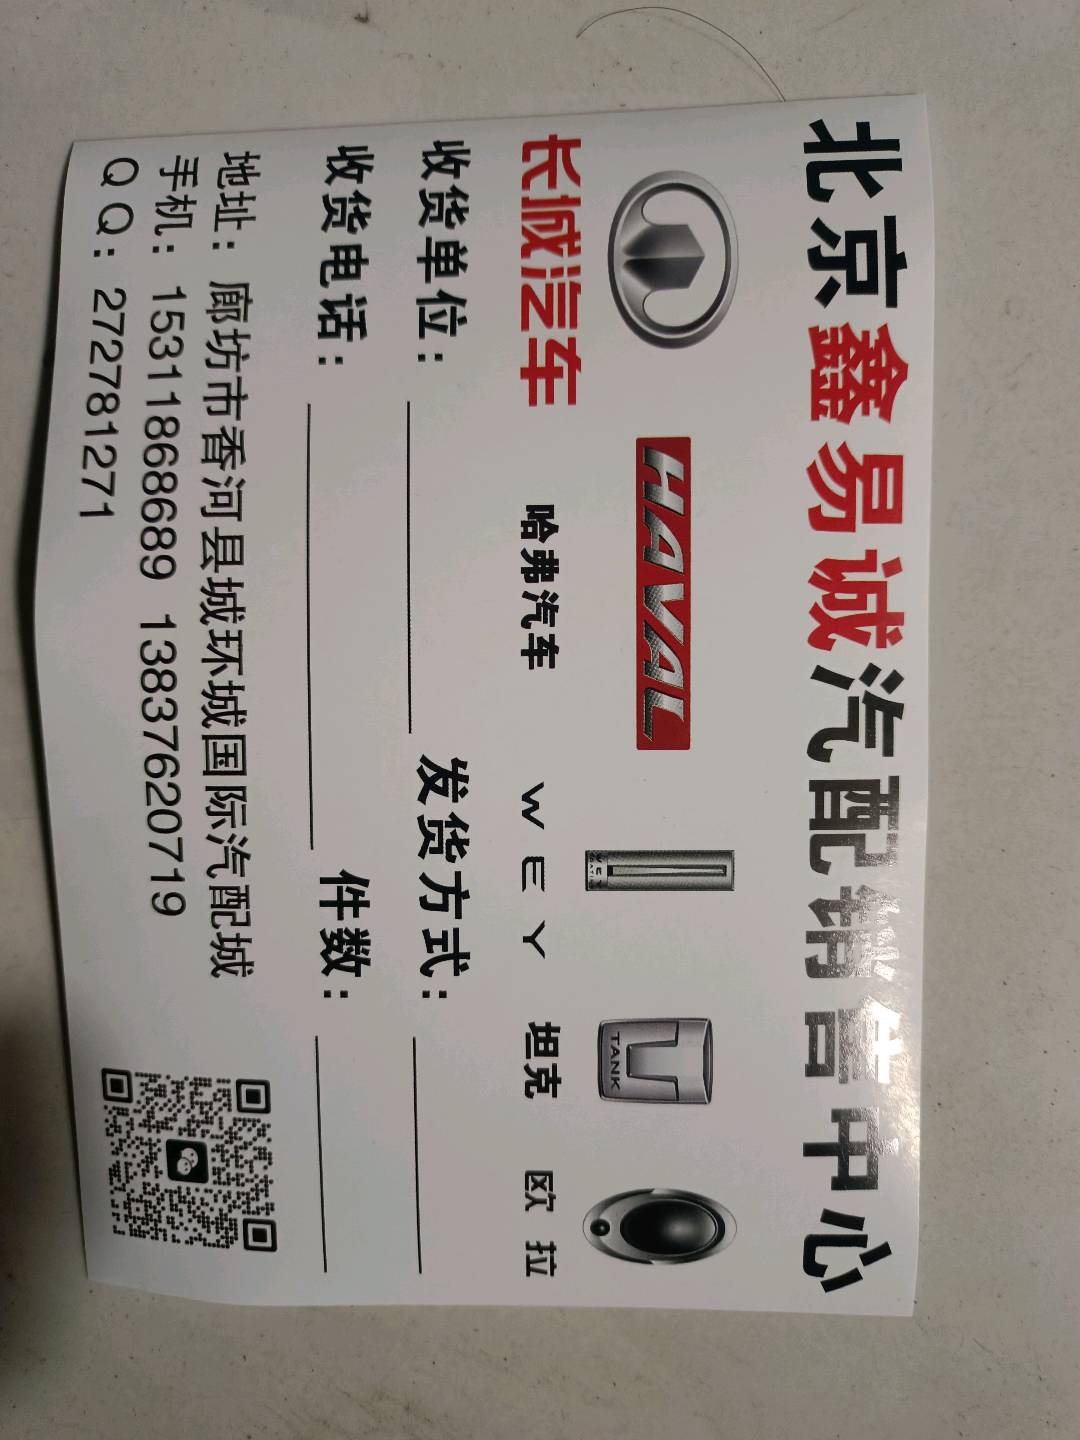 北京鑫易诚汽配销售中心
HAVAL
WEY
TANK
长城汽车 哈弗汽车 WEY 坦克 欧拉
收货单位: 发货方式:
收货电话: 件数:
地址: 廊坊市香河县城环城国际汽配城
手机: 15311868689 13837620719
QQ: 272781271